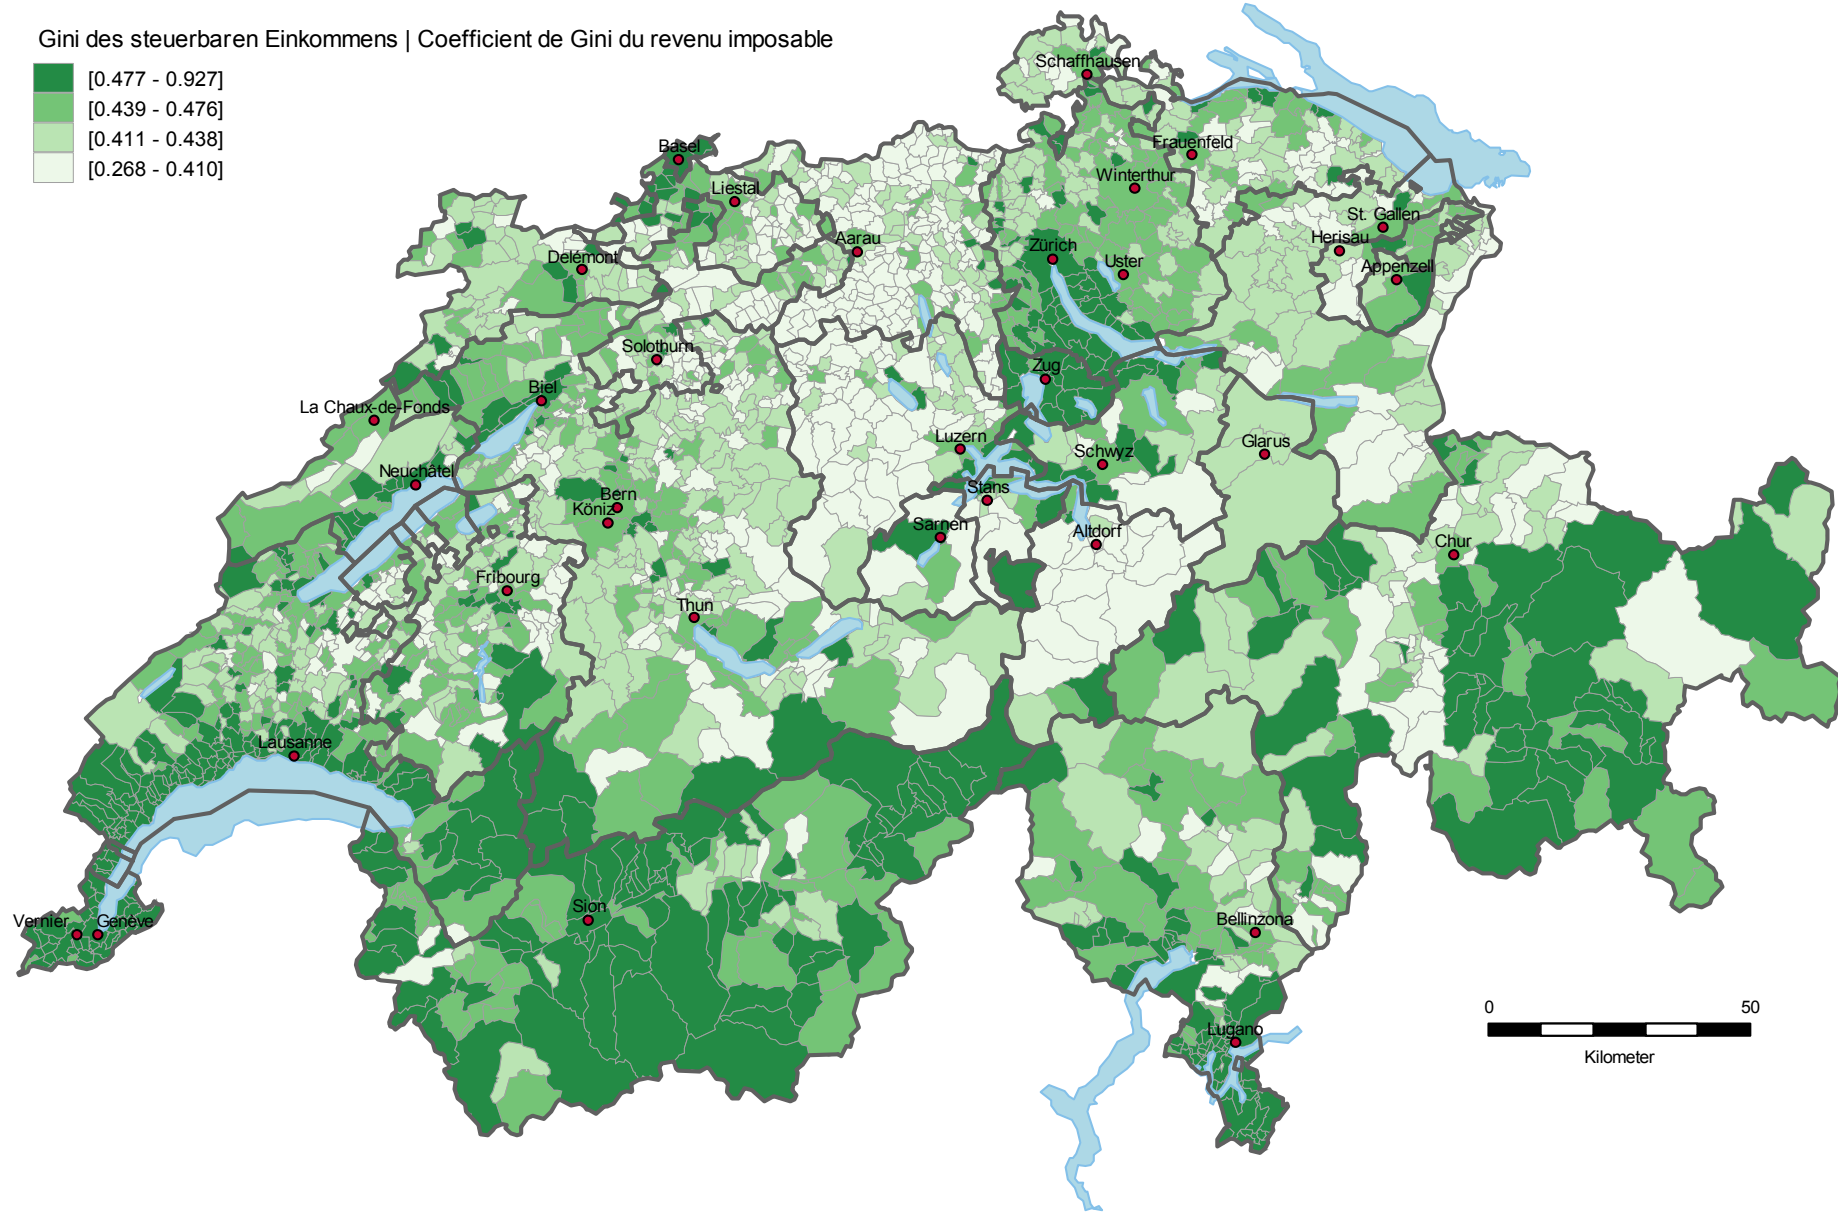 Gini des steuerbaren Einkommens | Coefficient de Gini du revenu imposable
[0.477 - 0.927]
[0.439 - 0.476]
[0.411 - 0.438]
[0.268 - 0.410]
Schaffhausen
Basel
Frauenfeld
Winterthur
Liestal
St. Gallen
Aarau
Herisau
Zürich
Delémont
Uster
Appenzell
Solothurn
Zug
Biel
La Chaux-de-Fonds
Luzern
Glarus
Schwyz
Neuchâtel
Stans
Bern
Köniz
Sarnen
Altdorf
Chur
Fribourg
Thun
Lausanne
Sion
Vernier
Genève
Bellinzona
Lugano
0 50
Kilometer